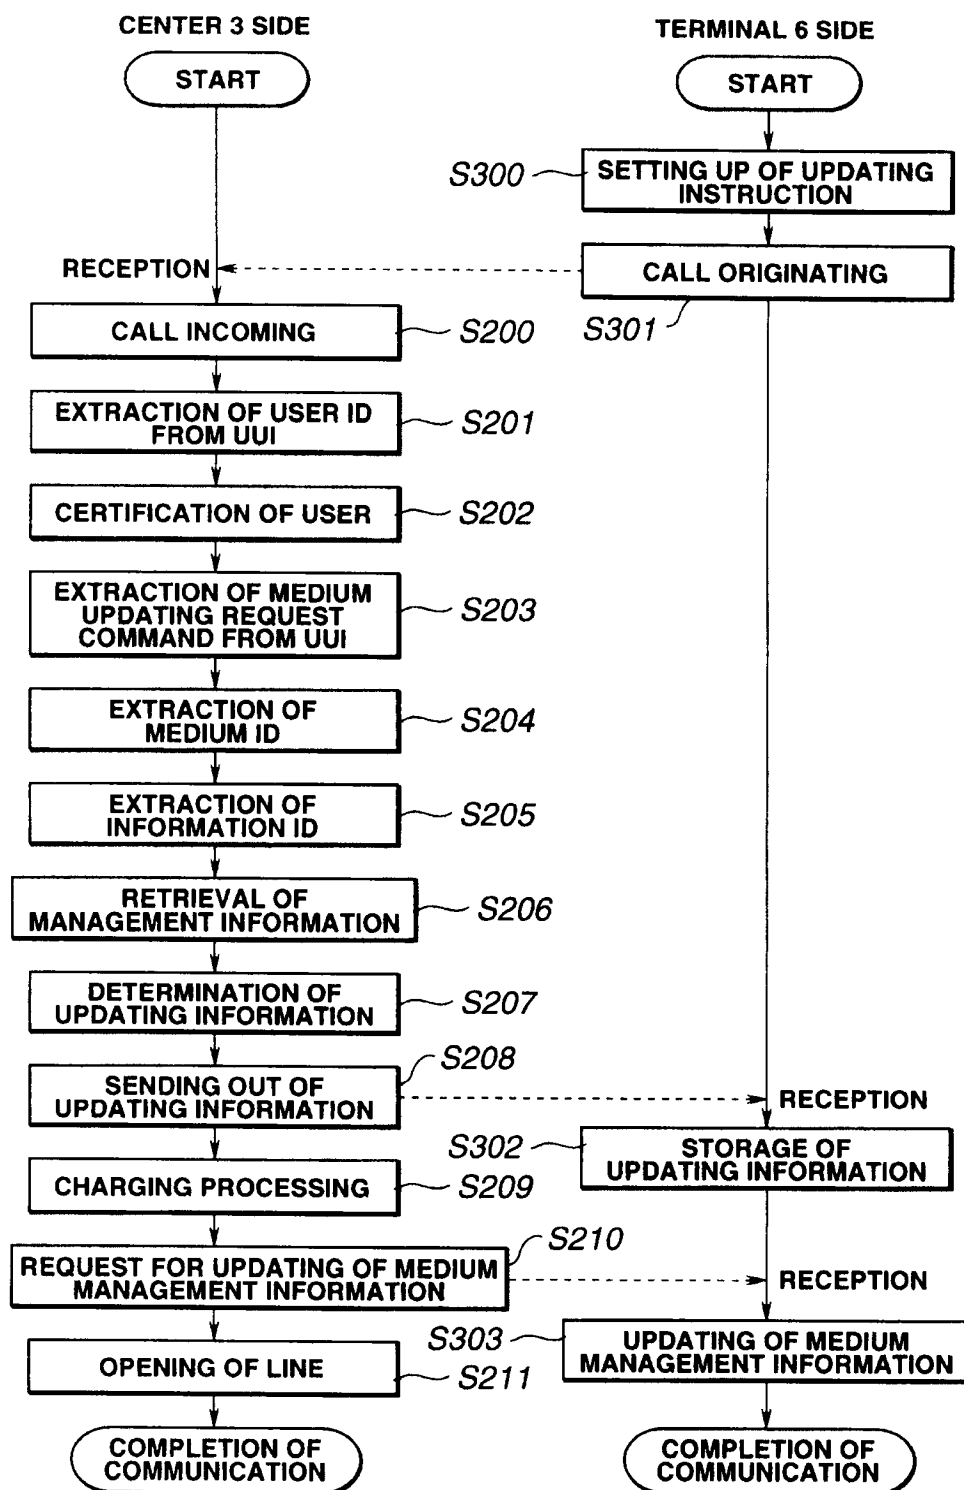 CENTER 3 SIDE
TERMINAL 6 SIDE
START
START
S300
SETTING UP OF UPDATING
INSTRUCTION
RECEPTION
CALL ORIGINATING
S301
CALL INCOMING
S200
EXTRACTION OF USER ID
FROM UUI
S201
CERTIFICATION OF USER
S202
EXTRACTION OF MEDIUM
UPDATING REQUEST
COMMAND FROM UUI
S203
EXTRACTION OF
MEDIUM ID
S204
EXTRACTION OF
INFORMATION ID
S205
RETRIEVAL OF
MANAGEMENT INFORMATION
S206
DETERMINATION OF
UPDATING INFORMATION
S207
S208
SENDING OUT OF
UPDATING INFORMATION
RECEPTION
S302
STORAGE OF
UPDATING INFORMATION
CHARGING PROCESSING
S209
S210
REQUEST FOR UPDATING OF MEDIUM
MANAGEMENT INFORMATION
RECEPTION
S303
UPDATING OF MEDIUM
MANAGEMENT INFORMATION
OPENING OF LINE
S211
COMPLETION OF
COMMUNICATION
COMPLETION OF
COMMUNICATION